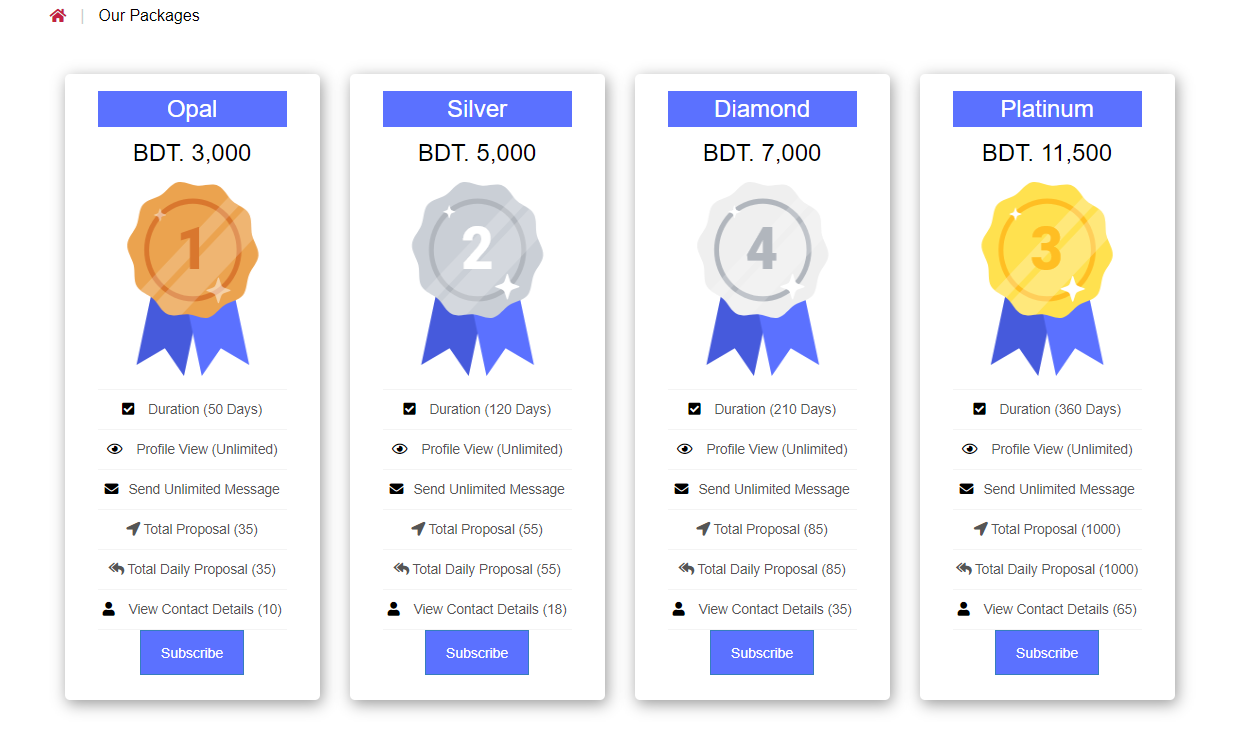 | Our Packages
Opal
BDT. 3,000
1
Duration (50 Days)
Profile View (Unlimited)
Send Unlimited Message
Total Proposal (35)
Total Daily Proposal (35)
View Contact Details (10)
Subscribe
Silver
BDT. 5,000
2
Duration (120 Days)
Profile View (Unlimited)
Send Unlimited Message
Total Proposal (55)
Total Daily Proposal (55)
View Contact Details (18)
Subscribe
Diamond
BDT. 7,000
4
Duration (210 Days)
Profile View (Unlimited)
Send Unlimited Message
Total Proposal (85)
Total Daily Proposal (85)
View Contact Details (35)
Subscribe
Platinum
BDT. 11,500
3
Duration (360 Days)
Profile View (Unlimited)
Send Unlimited Message
Total Proposal (1000)
Total Daily Proposal (1000)
View Contact Details (65)
Subscribe